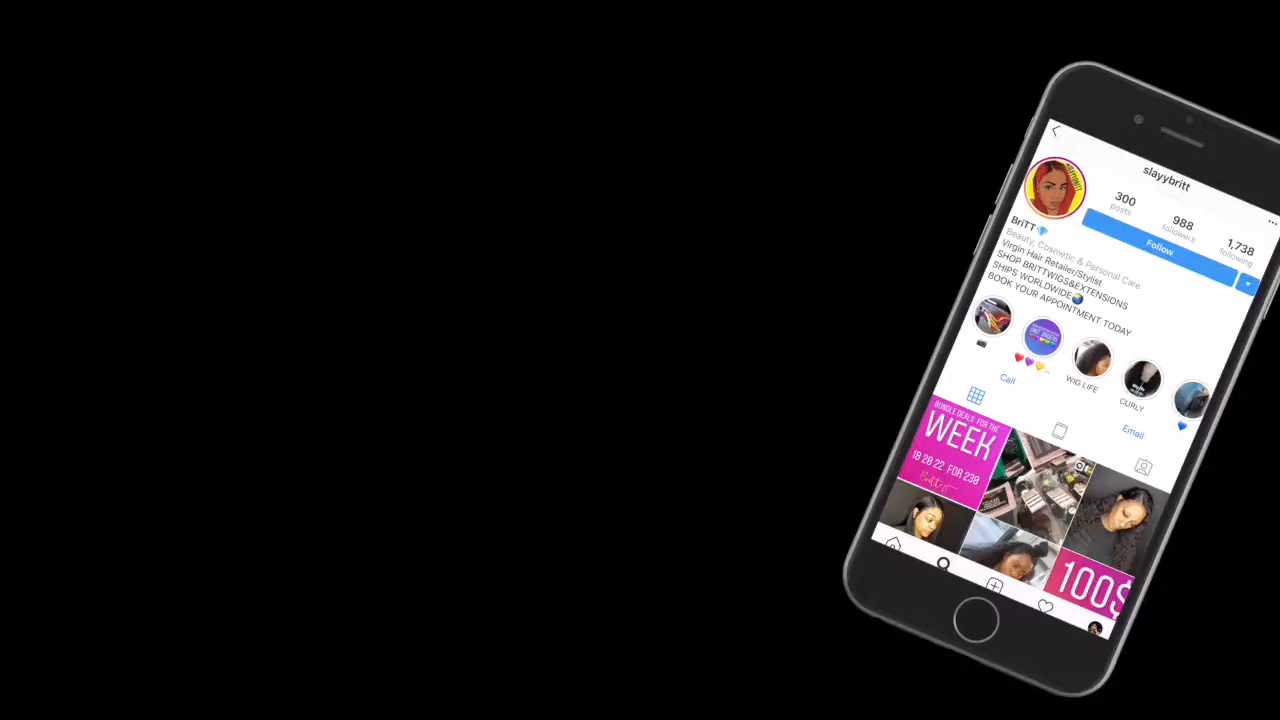 slayybritt
300
posts
988
followers
1,738
following
Follow
BriTT
Beauty, Cosmetic & Personal Care
Virgin Hair Retailer/Stylist
SHOP BRITTWIGS&EXTENSIONS
SHIPS WORLDWIDE
BOOK YOUR APPOINTMENT TODAY
WIG LIFE
CURLY
Call
Email
BUNDLE DEALS FOR THE
WEEK
18 20 22 FOR 230
100$